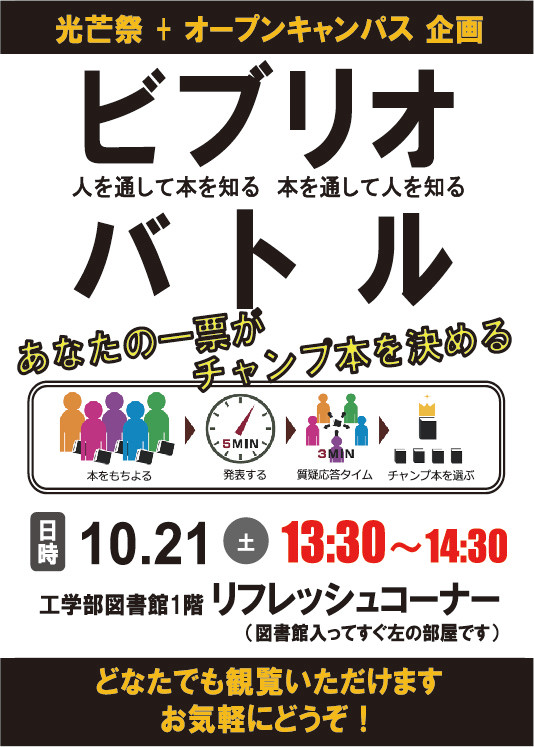 光芒祭 + オープンキャンパス 企画
ビブリオ
人を通して本を知る 本を通して人を知る
バトル
あなたの一票が
チャンプ本を決める
5MIN
3MIN
本をもちよる 発表する 質疑応答タイム チャンプ本を選ぶ
日時 10.21 土 13:30～14:30
工学部図書館1階 リフレッシュコーナー
（図書館入ってすぐ左の部屋です）
どなたでも観覧いただけます
お気軽にどうぞ！